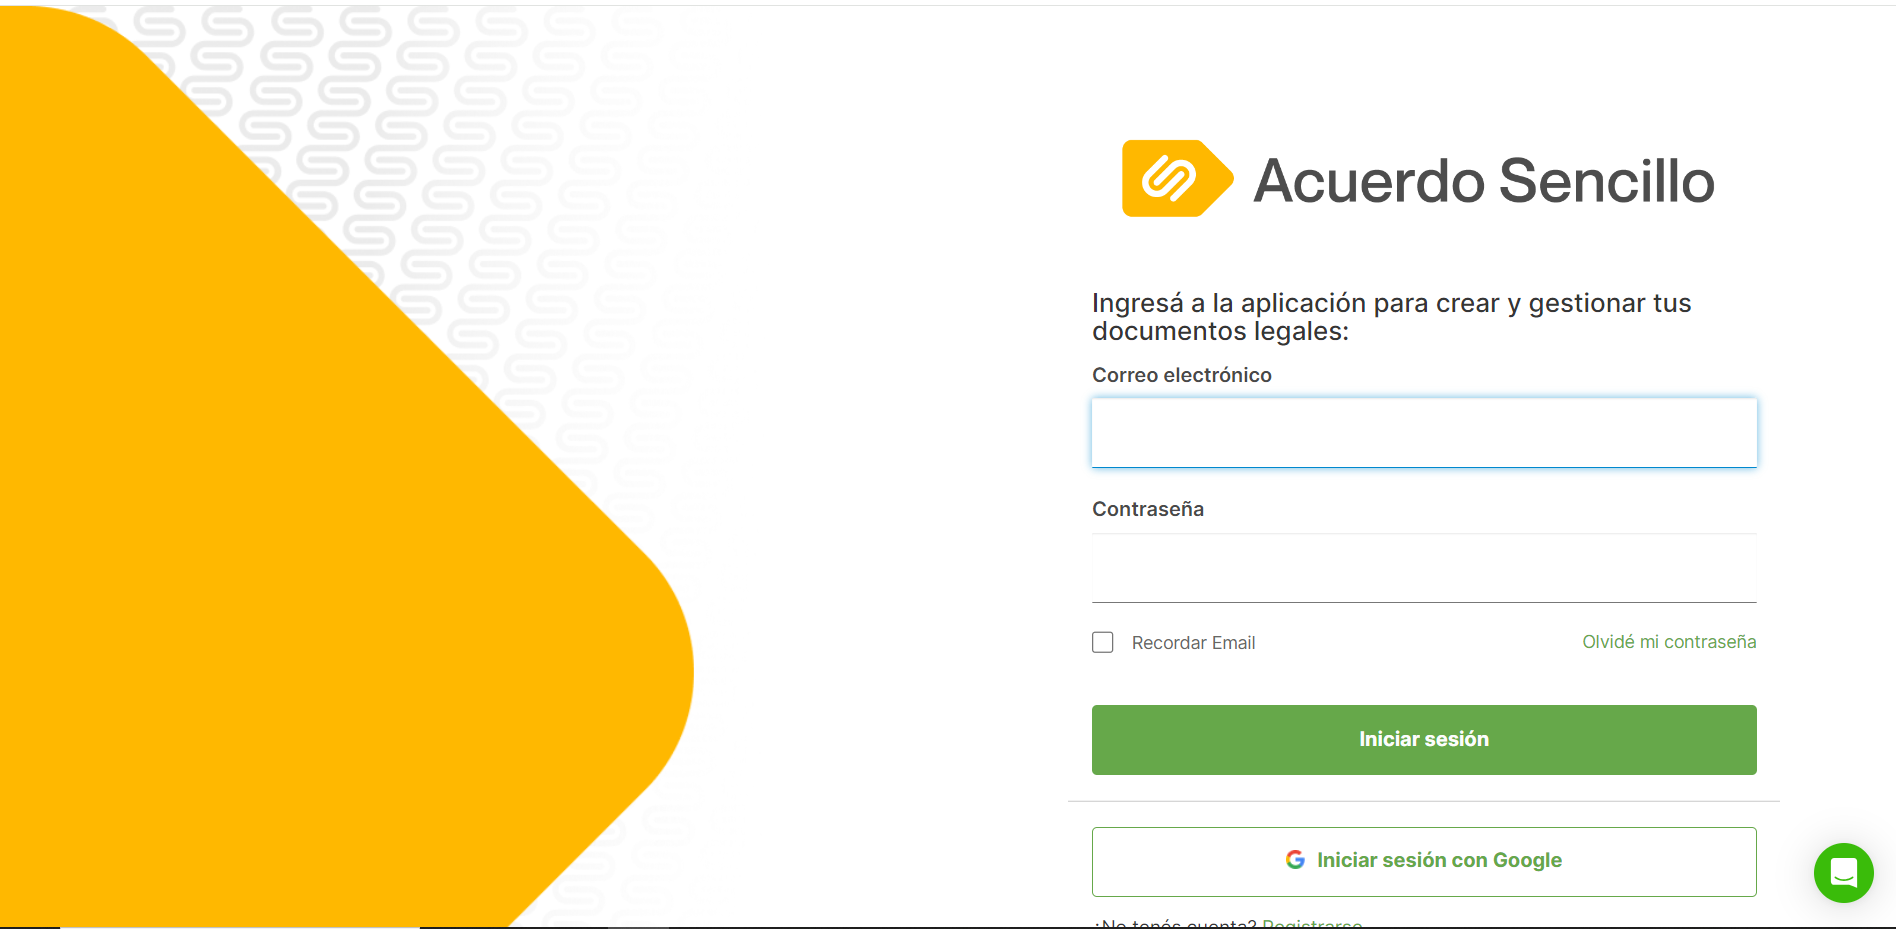 Acuerdo Sencillo
Ingresá a la aplicación para crear y gestionar tus
documentos legales:
Correo electrónico
Contraseña
Recordar Email
Olvidé mi contraseña
Iniciar sesión
Iniciar sesión con Google
¿No tenés cuenta? Registrarse